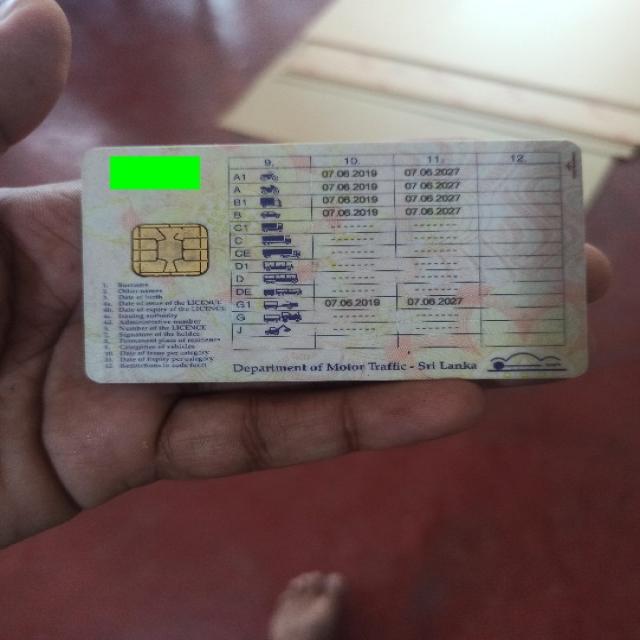 9. 10. 11. 12.
A1 07.06.2019 07.06.2027
A 07.06.2019 07.06.2027
B1 07.06.2019 07.06.2027
B 07.06.2019 07.06.2027
C1
C
CE
D1
D
DE
G1 07.06.2019 07.06.2027
G
J
1. Surname
2. Other names
3. Date of birth
4a. Date of issue of the LICENCE
4b. Date of expiry of the LICENCE
4c. Issuing authority
4d. Administrative number
5. Number of the LICENCE
6. Signature of the holder
8. Permanent place of residence
9. Categories of vehicles
10. Date of issue per category
11. Date of expiry per category
12. Restrictions in code form
Department of Motor Traffic - Sri Lanka